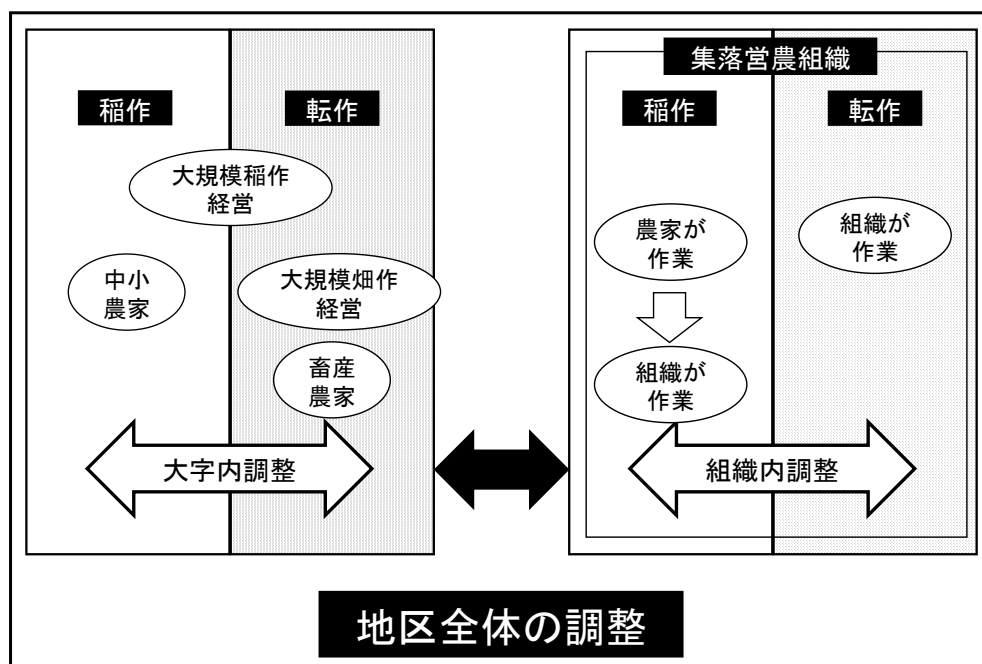 稲作
転作
大規模稲作
経営
中小
農家
大規模畑作
経営
畜産
農家
大字内調整
集落営農組織
稲作
転作
農家が
作業
組織が
作業
組織が
作業
組織内調整
地区全体の調整